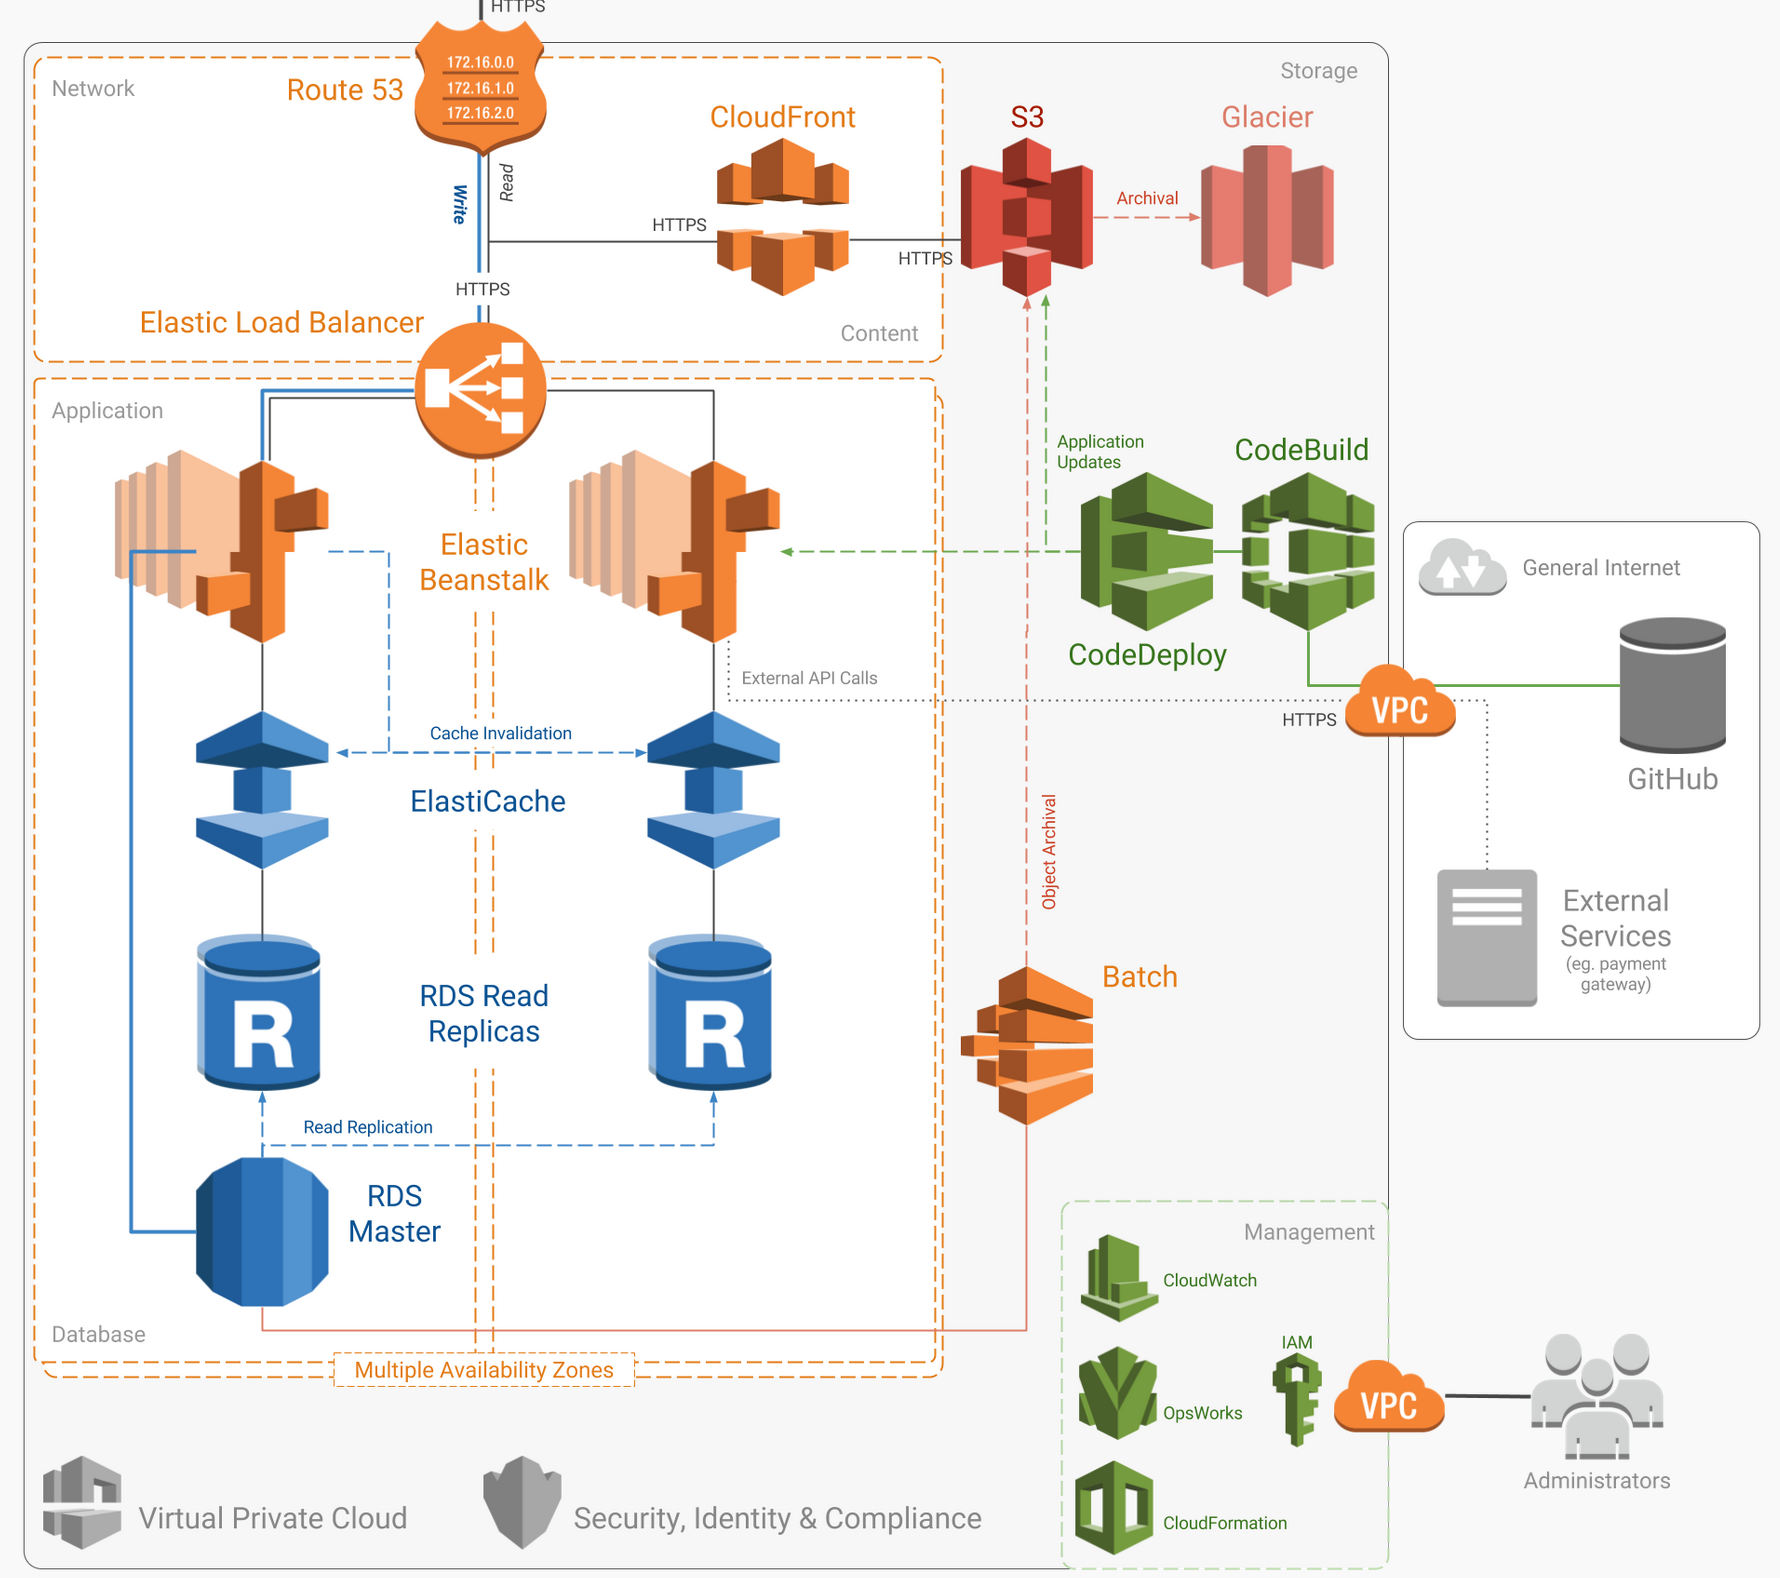 HTTPS
Network
Route 53
172.16.0.0
172.16.1.0
172.16.2.0
Storage
CloudFront
S3
Glacier
Write
Read
HTTPS
Archival
HTTPS
HTTPS
Elastic Load Balancer
Content
Application
Application
Updates
CodeBuild
Elastic
Beanstalk
General Internet
CodeDeploy
External API Calls
VPC
HTTPS
Cache Invalidation
GitHub
ElastiCache
Object Archival
External
Services
(eg. payment
gateway)
Batch
RDS Read
Replicas
R
R
Read Replication
RDS
Master
Management
CloudWatch
Database
IAM
Multiple Availability Zones
OpsWorks
VPC
Administrators
Virtual Private Cloud
Security, Identity & Compliance
CloudFormation